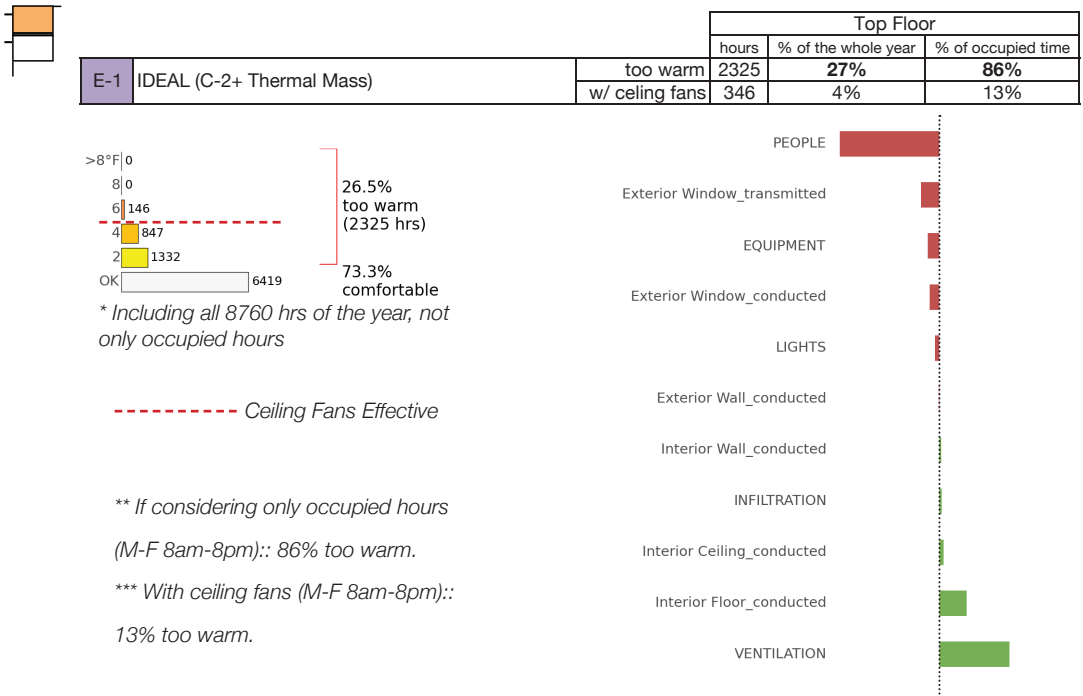 Top Floor
hours % of the whole year % of occupied time
E-1 IDEAL (C-2+ Thermal Mass) too warm 2325 27% 86%
w/ celing fans 346 4% 13%
>8°F 0
8 0
6 146
4 847
2 1332
OK 6419
26.5%
too warm
(2325 hrs)
73.3%
comfortable
* Including all 8760 hrs of the year, not
only occupied hours
Ceiling Fans Effective
** If considering only occupied hours
(M-F 8am-8pm):: 86% too warm.
*** With ceiling fans (M-F 8am-8pm)::
13% too warm.
PEOPLE
Exterior Window_transmitted
EQUIPMENT
Exterior Window_conducted
LIGHTS
Exterior Wall_conducted
Interior Wall_conducted
INFILTRATION
Interior Ceiling_conducted
Interior Floor_conducted
VENTILATION